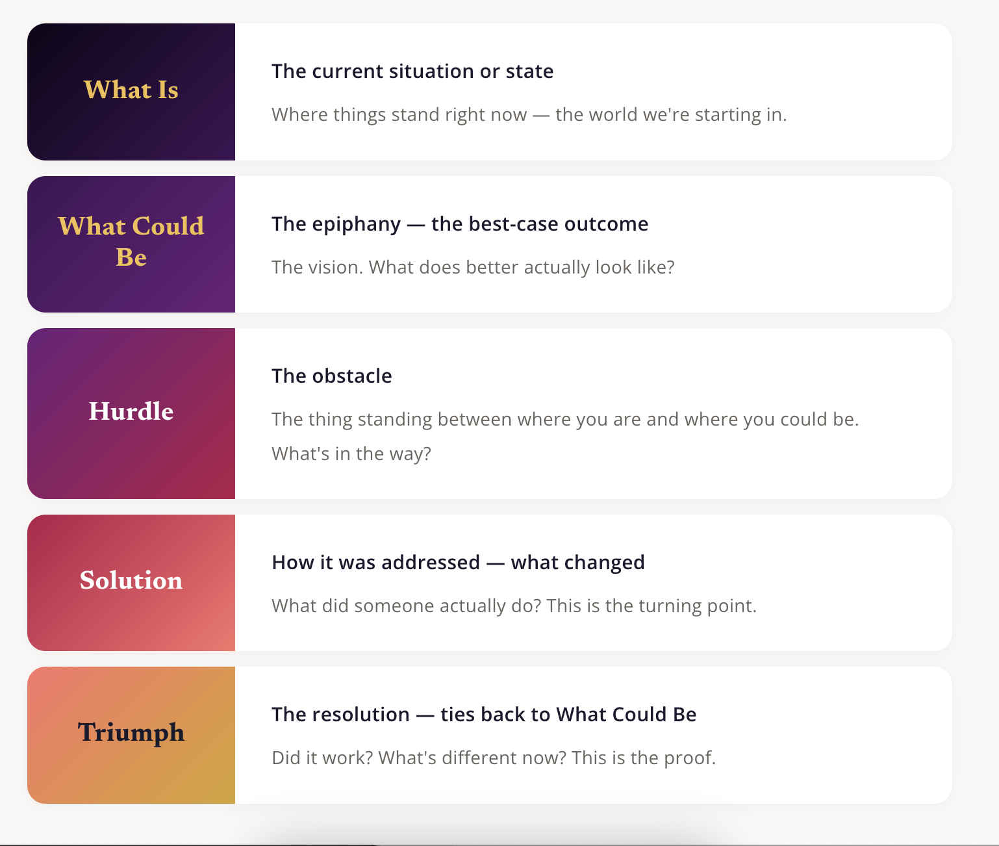 What Is
The current situation or state
Where things stand right now — the world we're starting in.
What Could
Be
The epiphany — the best-case outcome
The vision. What does better actually look like?
Hurdle
The obstacle
The thing standing between where you are and where you could be.
What's in the way?
Solution
How it was addressed — what changed
What did someone actually do? This is the turning point.
Triumph
The resolution — ties back to What Could Be
Did it work? What's different now? This is the proof.